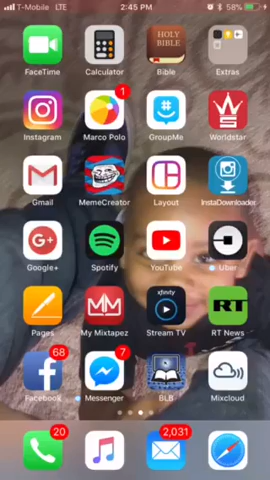 T-Mobile LTE 2:45 PM 58%
HOLY
BIBLE
FaceTime Calculator Bible Extras
1
Instagram Marco Polo GroupMe Worldstar
Gmail MemeCreator Layout InstaDownloader
G+ xfinity
Google+ Spotify YouTube Uber
RT
Pages My Mixtapez Stream TV RT News
68 7
Facebook Messenger BLB Mixcloud
20 2,031